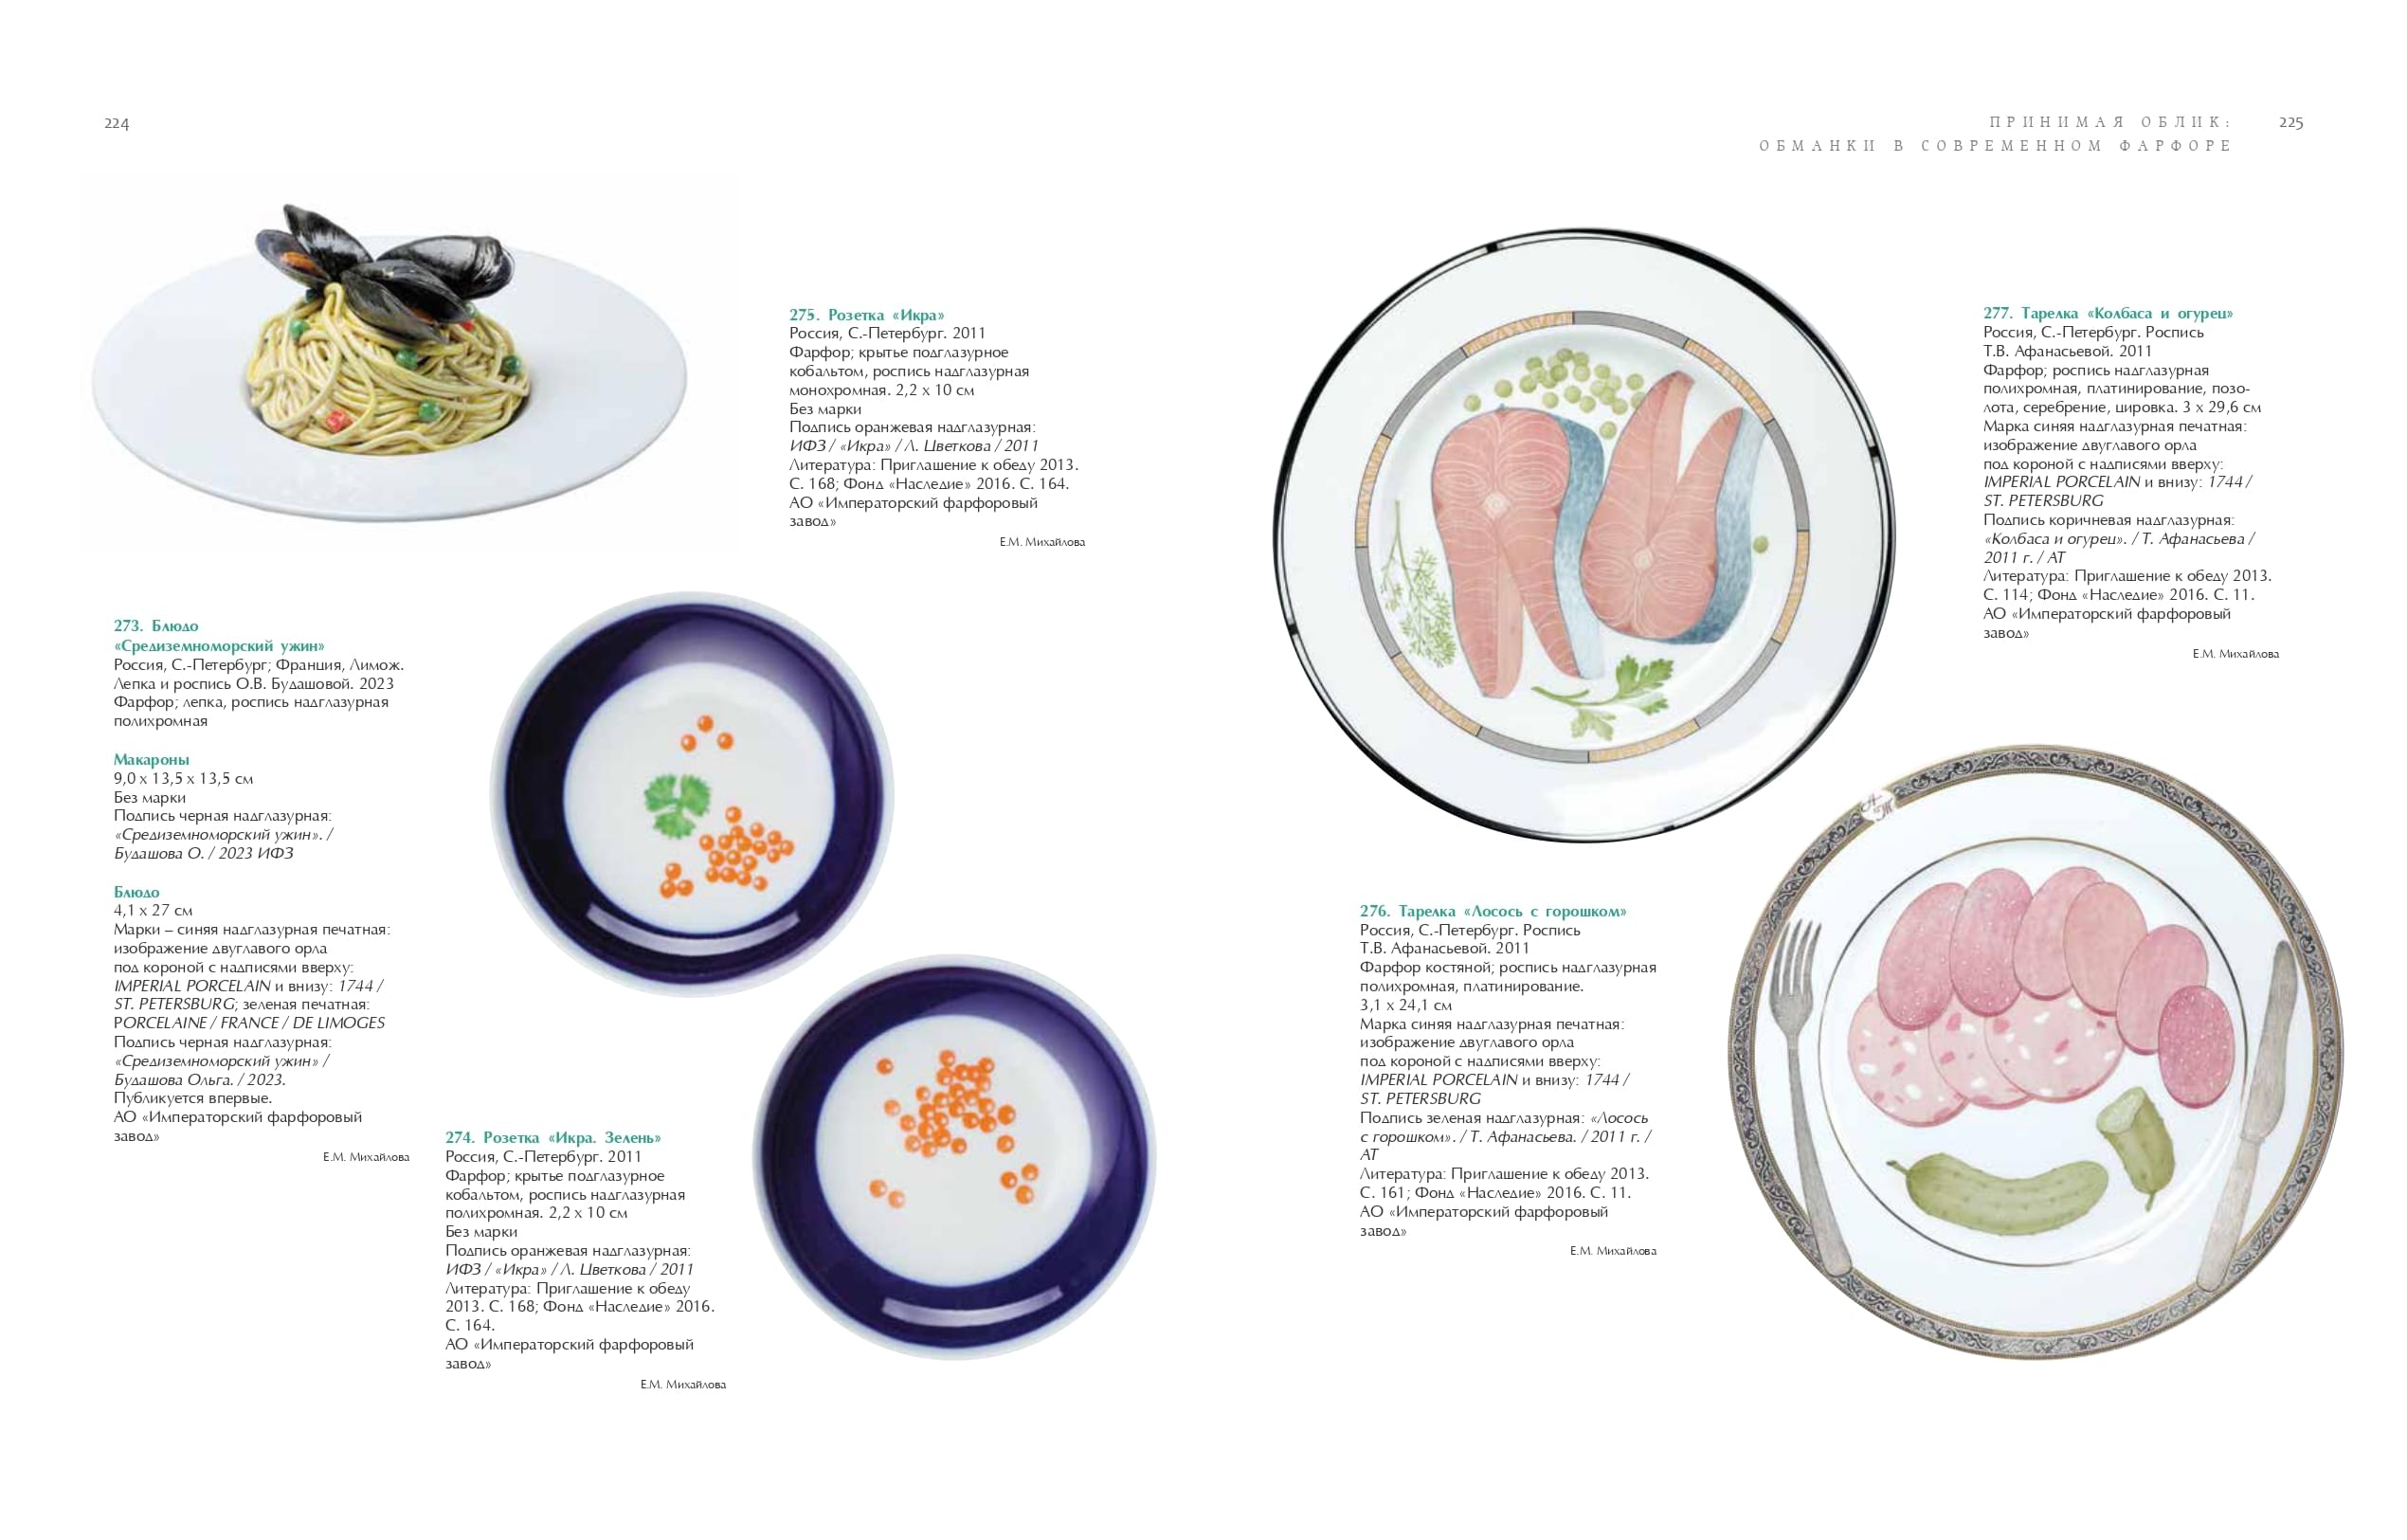 224
ПРИНИМАЯ ОБЛИК:
ОБМАНКИ В СОВРЕМЕННОМ ФАРФОРЕ
225
275. Розетка «Икра»
Россия, С.-Петербург. 2011
Фарфор; крытье подглазурное
кобальтом, роспись надглазурная
монохромная. 2,2 х 10 см
Без марки
Подпись оранжевая надглазурная:
ИФЗ / «Икра» / Л. Цветкова / 2011
Литература: Приглашение к обеду 2013.
С. 168; Фонд «Наследие» 2016. С. 164.
АО «Императорский фарфоровый
завод»
Е.М. Михайлова
273. Блюдо
«Средиземноморский ужин»
Россия, С.-Петербург; Франция, Лимож.
Лепка и роспись О.В. Будашовой. 2023
Фарфор; лепка, роспись надглазурная
полихромная
Макароны
9,0 х 13,5 х 13,5 см
Без марки
Подпись черная надглазурная:
«Средиземноморский ужин». /
Будашова О. / 2023 ИФЗ
Блюдо
4,1 х 27 см
Марки – синяя надглазурная печатная:
изображение двуглавого орла
под короной с надписями вверху:
IMPERIAL PORCELAIN и внизу: 1744 /
ST. PETERSBURG; зеленая печатная:
PORCELAINE / FRANCE / DE LIMOGES
Подпись черная надглазурная:
«Средиземноморский ужин» /
Будашова Ольга. / 2023.
Публикуется впервые.
АО «Императорский фарфоровый
завод»
Е.М. Михайлова
274. Розетка «Икра. Зелень»
Россия, С.-Петербург. 2011
Фарфор; крытье подглазурное
кобальтом, роспись надглазурная
полихромная. 2,2 х 10 см
Без марки
Подпись оранжевая надглазурная:
ИФЗ / «Икра» / Л. Цветкова / 2011
Литература: Приглашение к обеду
2013. С. 168; Фонд «Наследие» 2016.
С. 164.
АО «Императорский фарфоровый
завод»
Е.М. Михайлова
277. Тарелка «Колбаса и огурец»
Россия, С.-Петербург. Роспись
Т.В. Афанасьевой. 2011
Фарфор; роспись надглазурная
полихромная, платинирование, позо-
лота, серебрение, цировка. 3 х 29,6 см
Марка синяя надглазурная печатная:
изображение двуглавого орла
под короной с надписями вверху:
IMPERIAL PORCELAIN и внизу: 1744 /
ST. PETERSBURG
Подпись коричневая надглазурная:
«Колбаса и огурец». / Т. Афанасьева /
2011 г. / АТ
Литература: Приглашение к обеду 2013.
С. 114; Фонд «Наследие» 2016. С. 11.
АО «Императорский фарфоровый
завод»
Е.М. Михайлова
АТ
276. Тарелка «Лосось с горошком»
Россия, С.-Петербург. Роспись
Т.В. Афанасьевой. 2011
Фарфор костяной; роспись надглазурная
полихромная, платинирование.
3,1 х 24,1 см
Марка синяя надглазурная печатная:
изображение двуглавого орла
под короной с надписями вверху:
IMPERIAL PORCELAIN и внизу: 1744 /
ST. PETERSBURG
Подпись зеленая надглазурная: «Лосось
с горошком». / Т. Афанасьева. / 2011 г. /
АТ
Литература: Приглашение к обеду 2013.
С. 161; Фонд «Наследие» 2016. С. 11.
АО «Императорский фарфоровый
завод»
Е.М. Михайлова